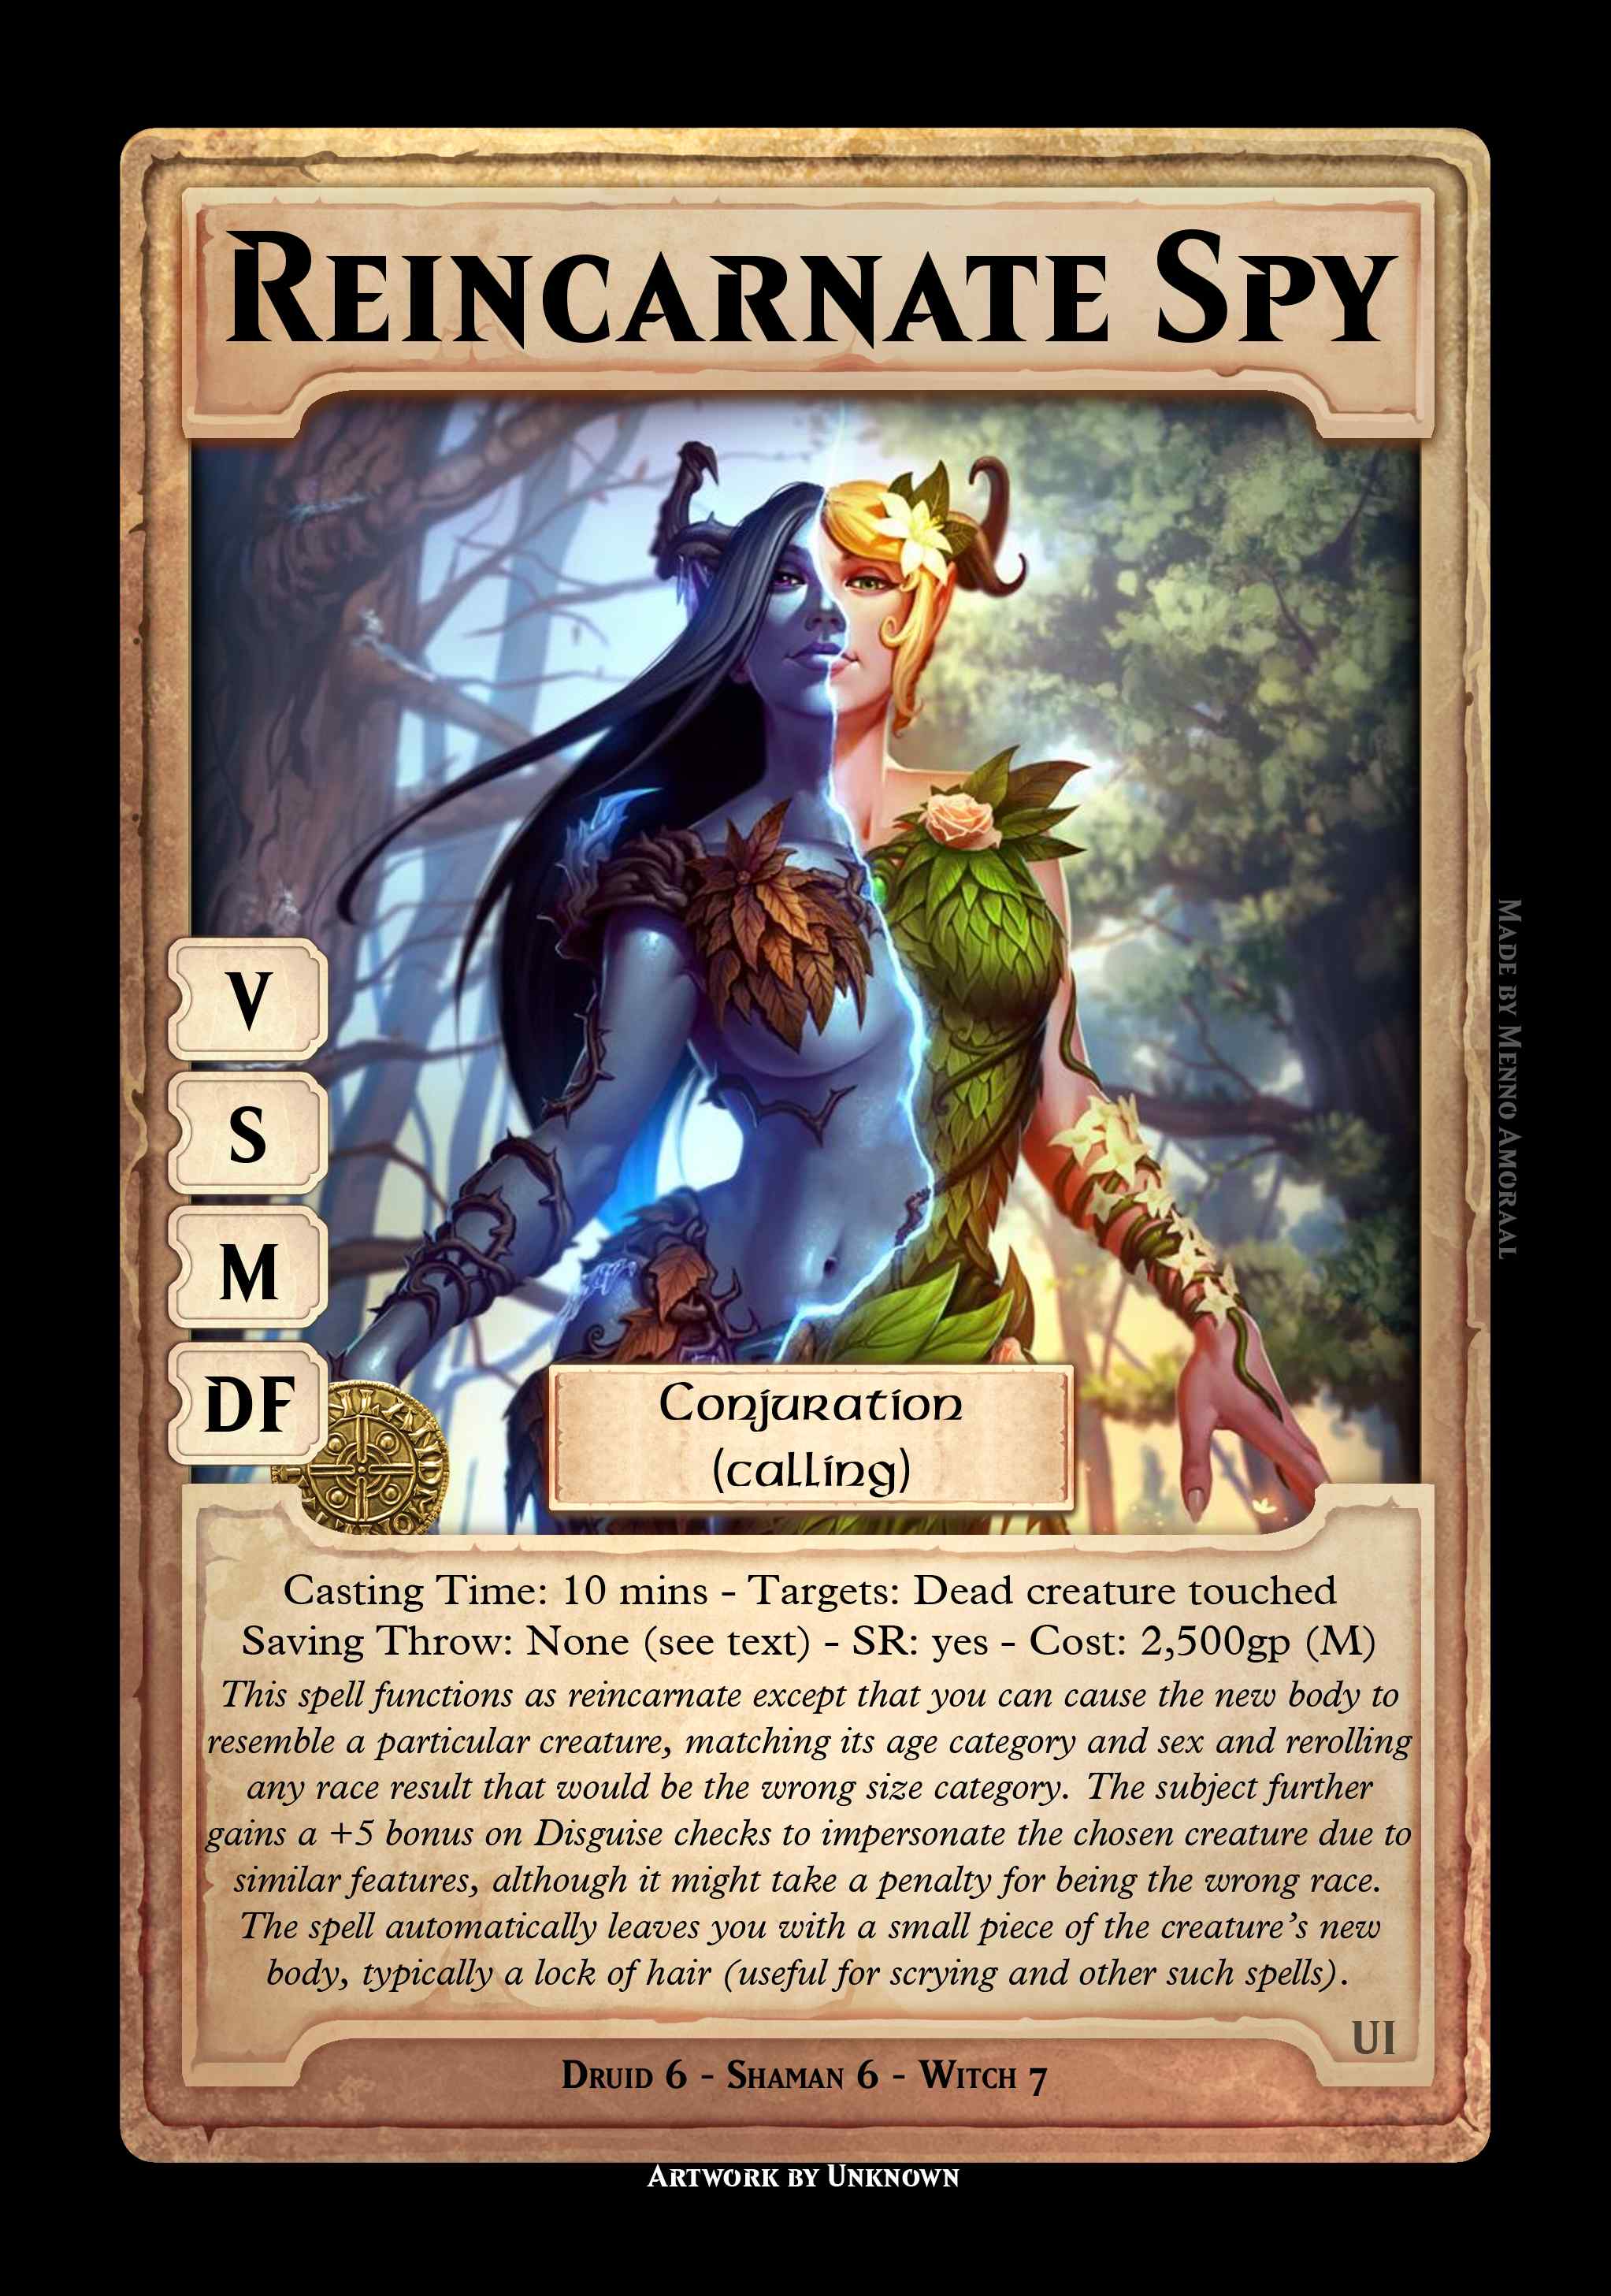 Reincarnate Spy
V
S
M
DF
Conjuration
(calling)
Casting Time: 10 mins - Targets: Dead creature touched
Saving Throw: None (see text) - SR: yes - Cost: 2,500gp (M)
This spell functions as reincarnate except that you can cause the new body to
resemble a particular creature, matching its age category and sex and rerolling
any race result that would be the wrong size category. The subject further
gains a +5 bonus on Disguise checks to impersonate the chosen creature due to
similar features, although it might take a penalty for being the wrong race.
The spell automatically leaves you with a small piece of the creature’s new
body, typically a lock of hair (useful for scrying and other such spells).
UI
Druid 6 - Shaman 6 - Witch 7
Artwork by Unknown
Made by Menno Amoraal